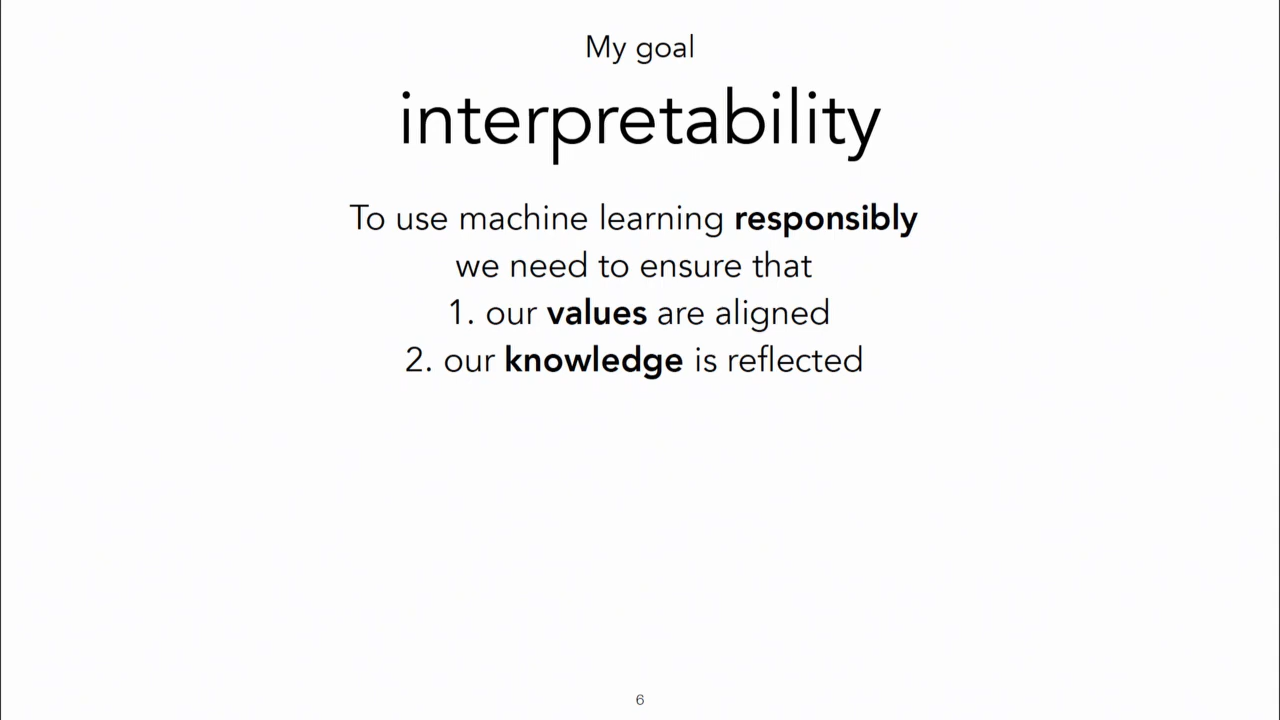 My goal
interpretability
To use machine learning responsibly
we need to ensure that
1. our values are aligned
2. our knowledge is reflected
6